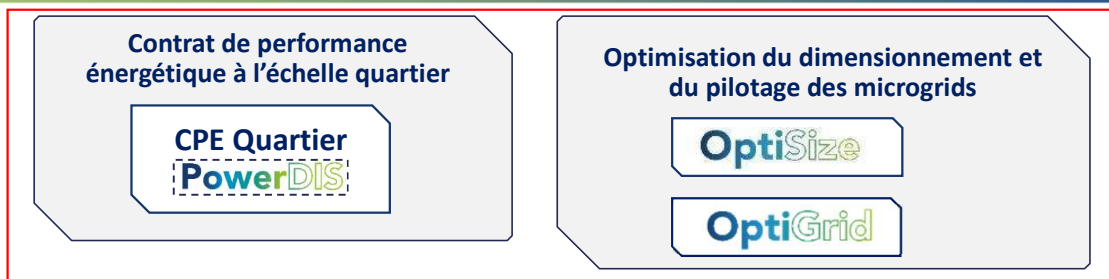 Contrat de performance
énergétique à l'échelle quartier
CPE Quartier
PowerDIS
Optimisation du dimensionnement et
du pilotage des microgrids
OptiSize
OptiGrid